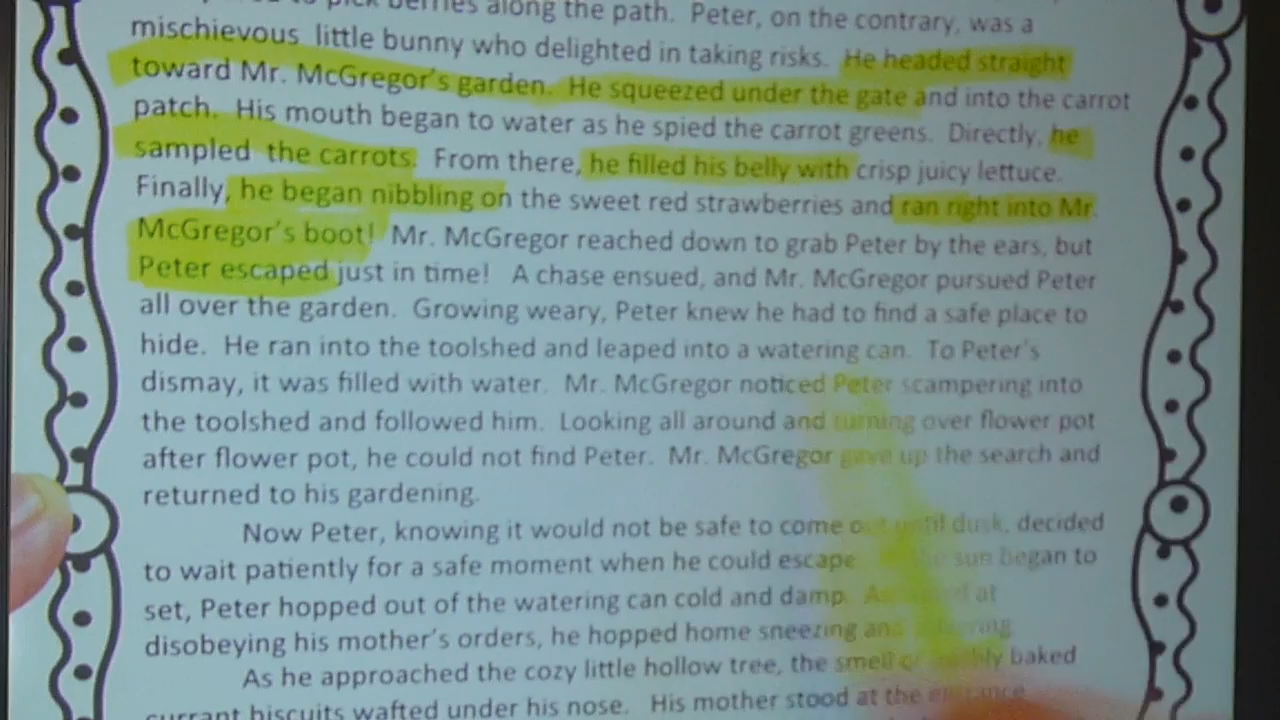 pick berries along the path. Peter, on the contrary, was a
mischievous little bunny who delighted in taking risks. He headed straight
toward Mr. McGregor's garden. He squeezed under the gate and into the carrot
patch. His mouth began to water as he spied the carrot greens. Directly, he
sampled the carrots. From there, he filled his belly with crisp juicy lettuce.
Finally, he began nibbling on the sweet red strawberries and ran right into Mr.
McGregor's boot! Mr. McGregor reached down to grab Peter by the ears, but
Peter escaped just in time! A chase ensued, and Mr. McGregor pursued Peter
all over the garden. Growing weary, Peter knew he had to find a safe place to
hide. He ran into the toolshed and leaped into a watering can. To Peter's
dismay, it was filled with water. Mr. McGregor noticed Peter scampering into
the toolshed and followed him. Looking all around and turning over flower pot
after flower pot, he could not find Peter. Mr. McGregor gave up the search and
returned to his gardening.
Now Peter, knowing it would not be safe to come out until dusk, decided
to wait patiently for a safe moment when he could escape sun began to
set, Peter hopped out of the watering can cold and damp. at
disobeying his mother's orders, he hopped home sneezing and
As he approached the cozy little hollow tree, the smell baked
currant biscuits wafted under his nose. His mother stood at the entrance